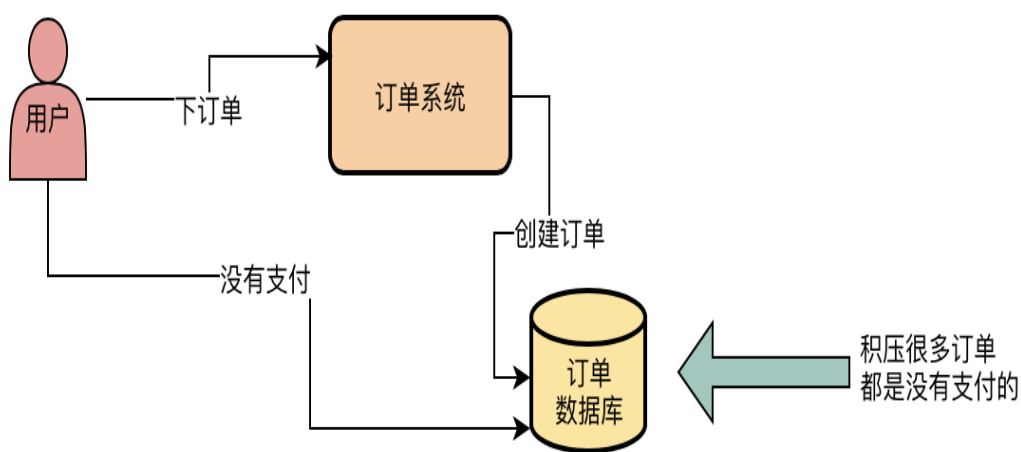 用户
下订单
订单系统
创建订单
没有支付
订单
数据库
积压很多订单
都是没有支付的